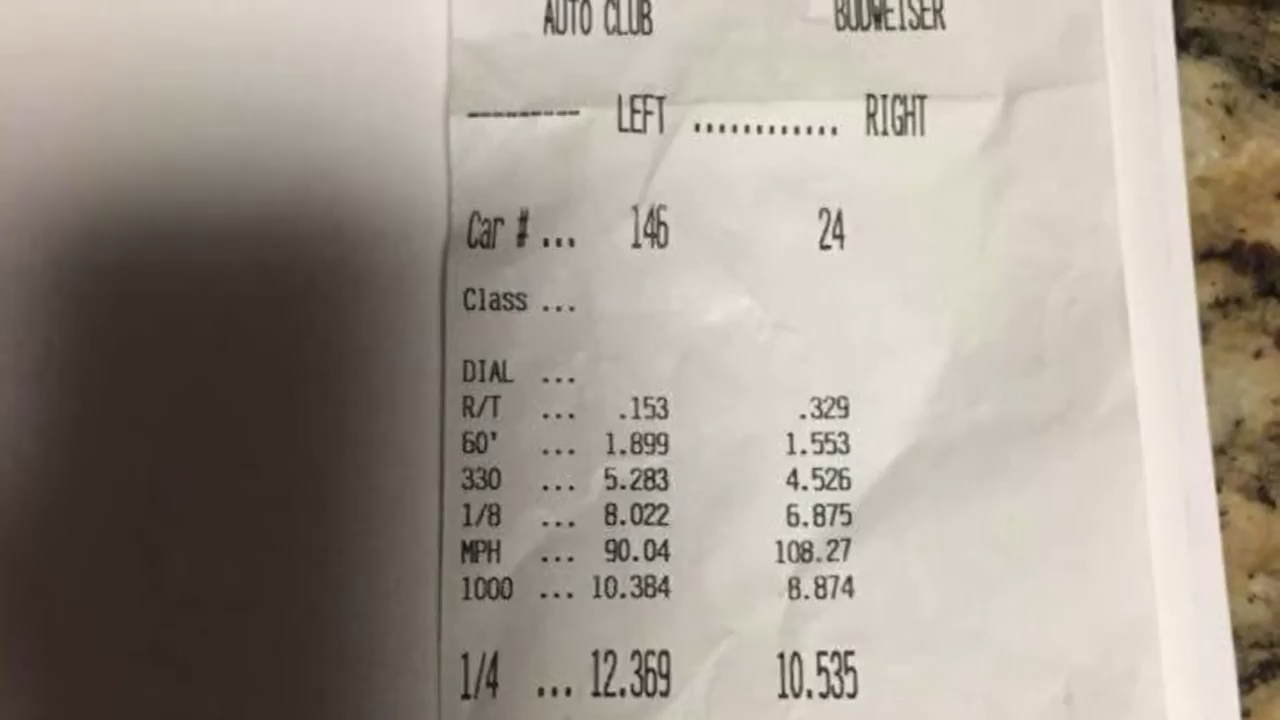 AUTO CLUB BUDWEISER
--------- LEFT ............ RIGHT
Car # ... 146 24
Class ...
DIAL ...
R/T ... .153 .329
60' ... 1.899 1.553
330 ... 5.283 4.526
1/8 ... 8.022 6.875
MPH ... 90.04 108.27
1000 ... 10.384 8.874
1/4 ... 12.369 10.535